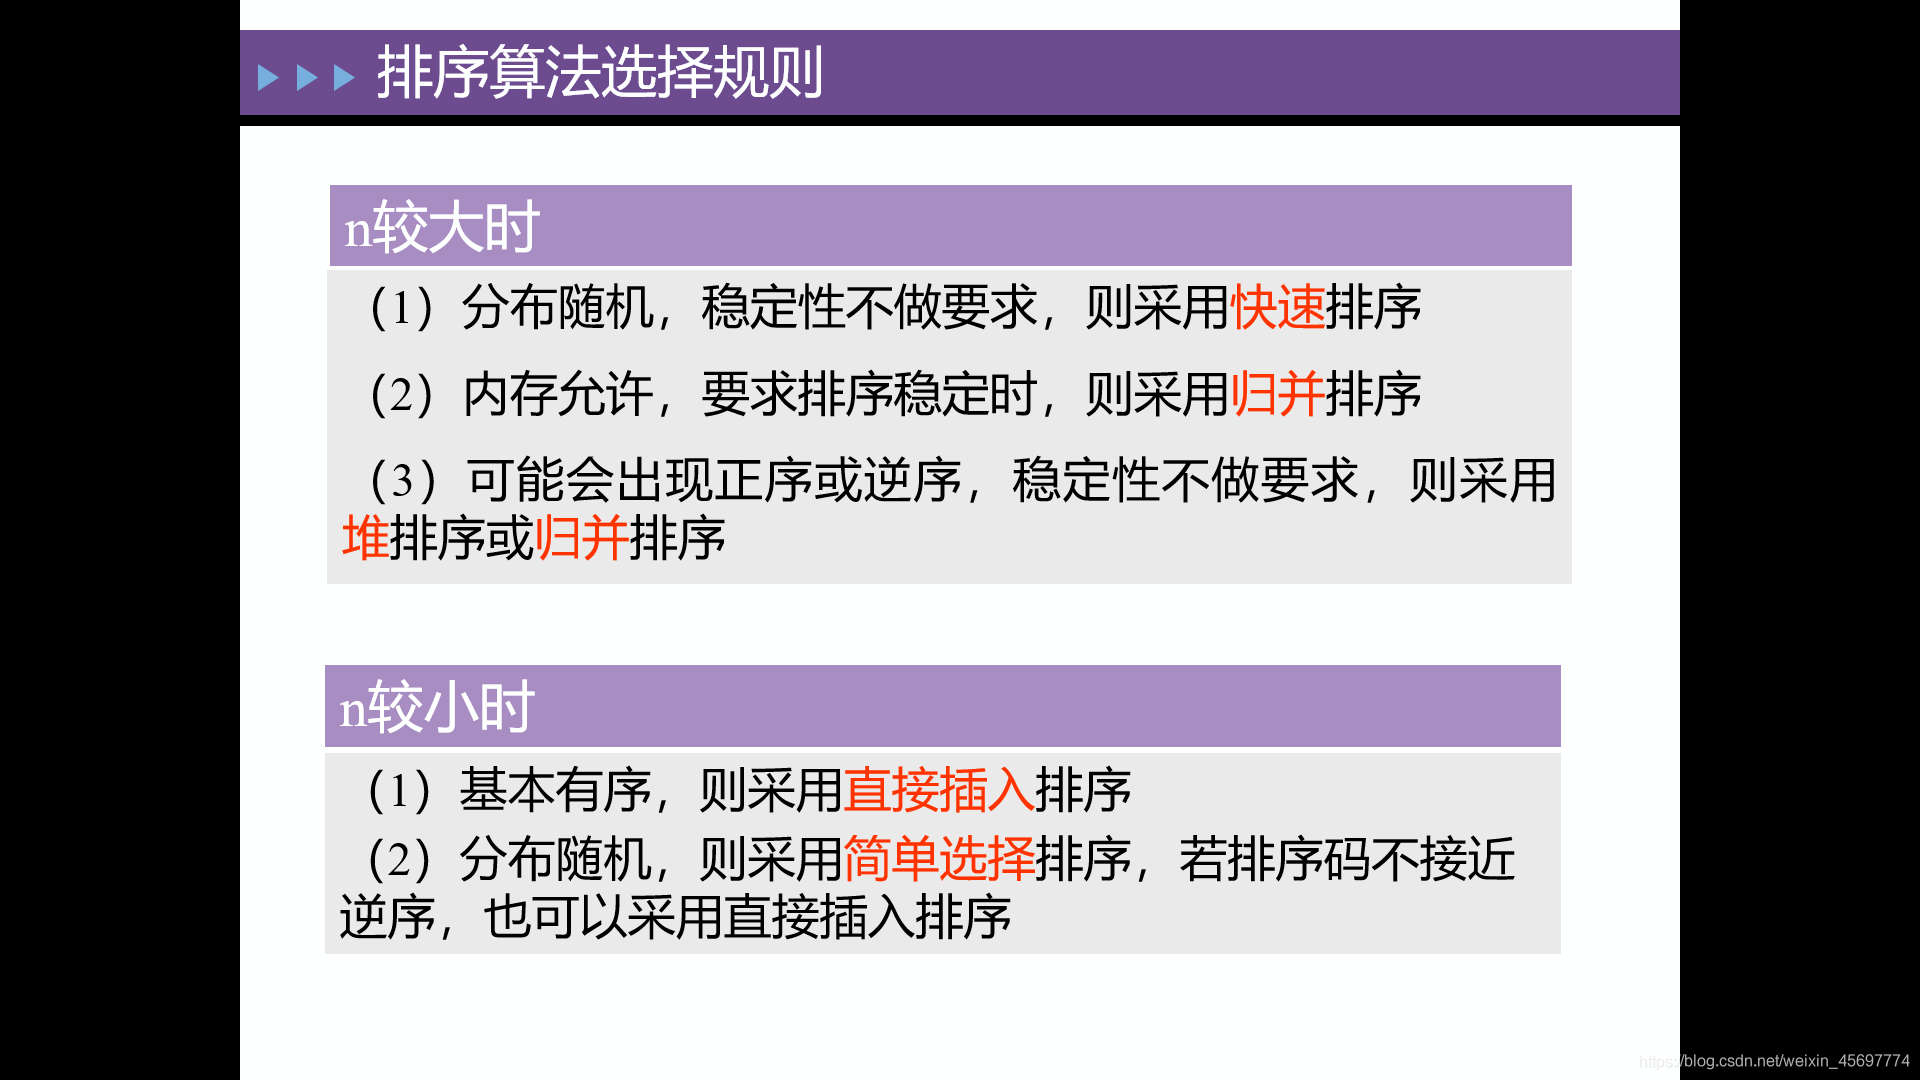 排序算法选择规则
n较大时
（1）分布随机，稳定性不做要求，则采用快速排序
（2）内存允许，要求排序稳定时，则采用归并排序
（3）可能会出现正序或逆序，稳定性不做要求，则采用
堆排序或归并排序
n较小时
（1）基本有序，则采用直接插入排序
（2）分布随机，则采用简单选择排序，若排序码不接近
逆序，也可以采用直接插入排序
https://blog.csdn.net/weixin_45697774